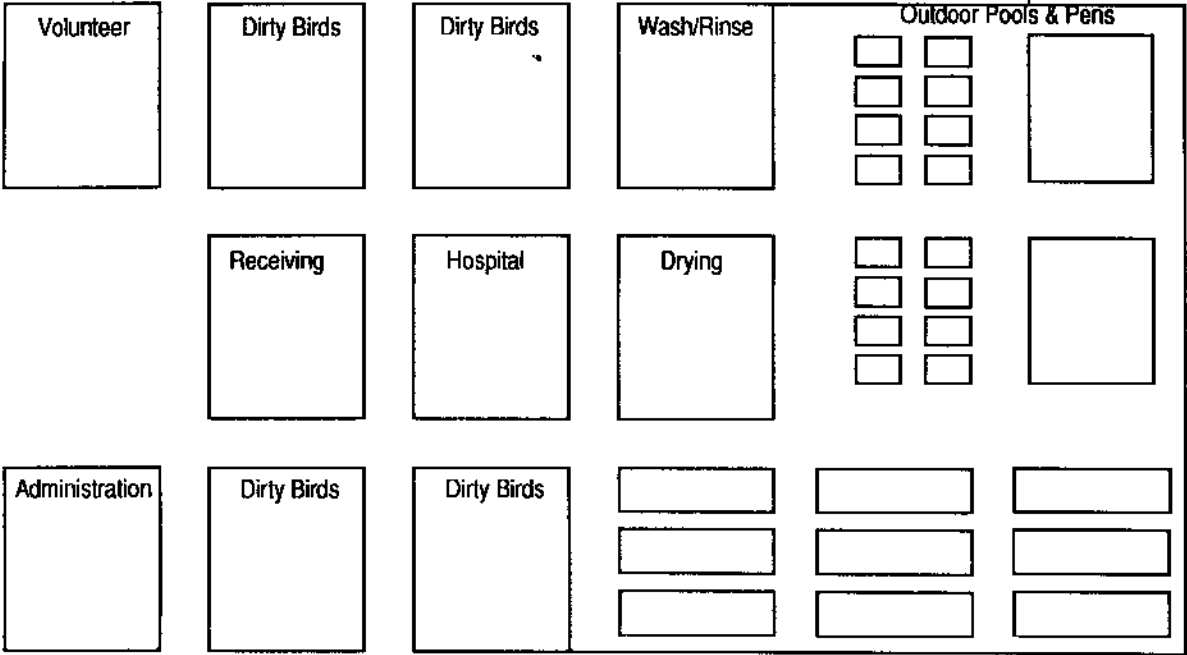 Volunteer
Dirty Birds
Dirty Birds
Wash/Rinse
Outdoor Pools & Pens
Receiving
Hospital
Drying
Administration
Dirty Birds
Dirty Birds